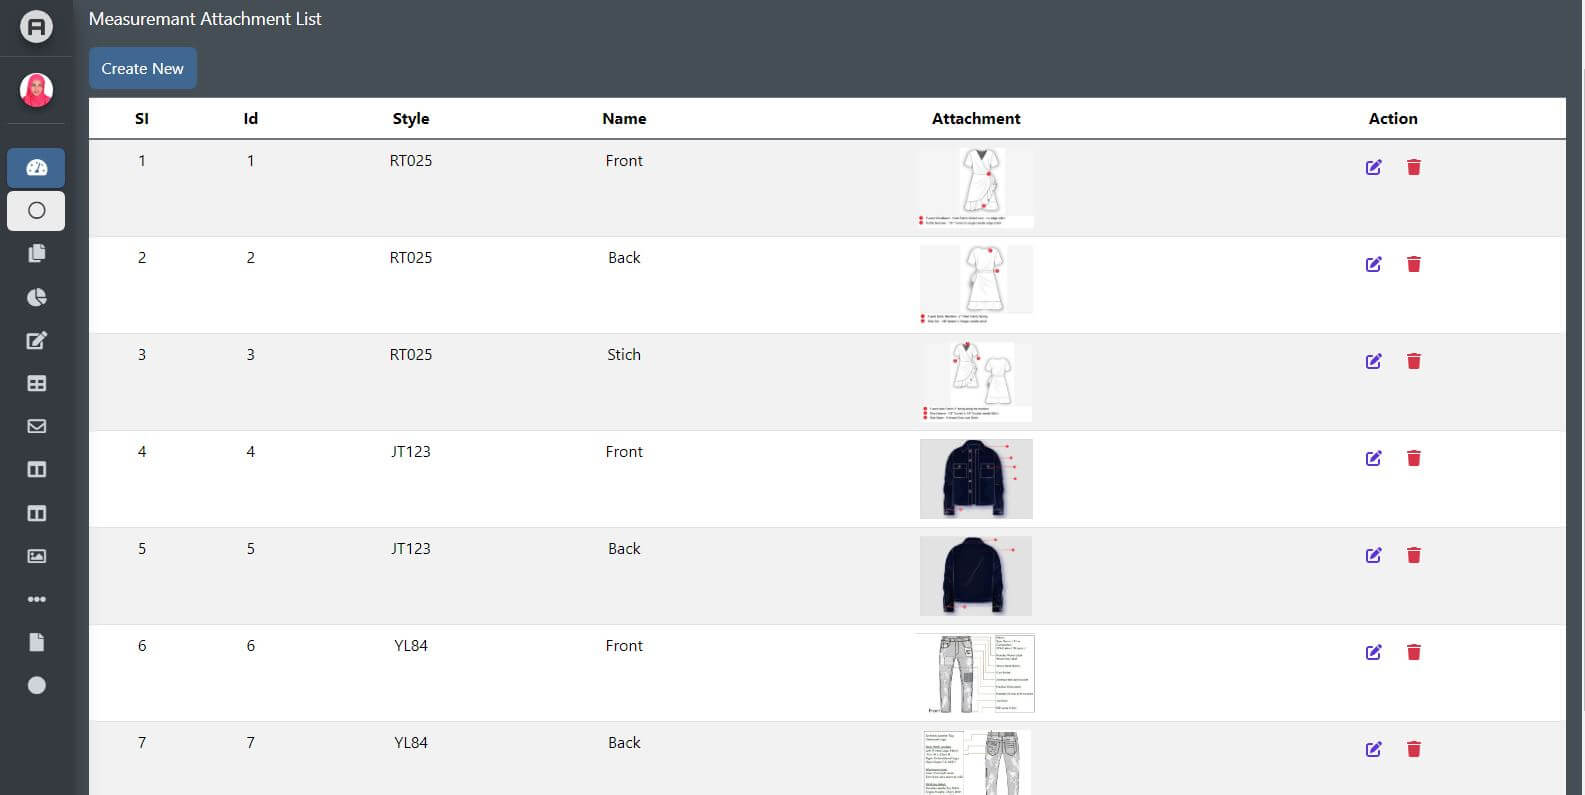 Measuremant Attachment List
Create New
SI Id Style Name Attachment Action
1 1 RT025 Front
2 2 RT025 Back
3 3 RT025 Stich
4 4 JT123 Front
5 5 JT123 Back
6 6 YL84 Front
Front
7 7 YL84 Back